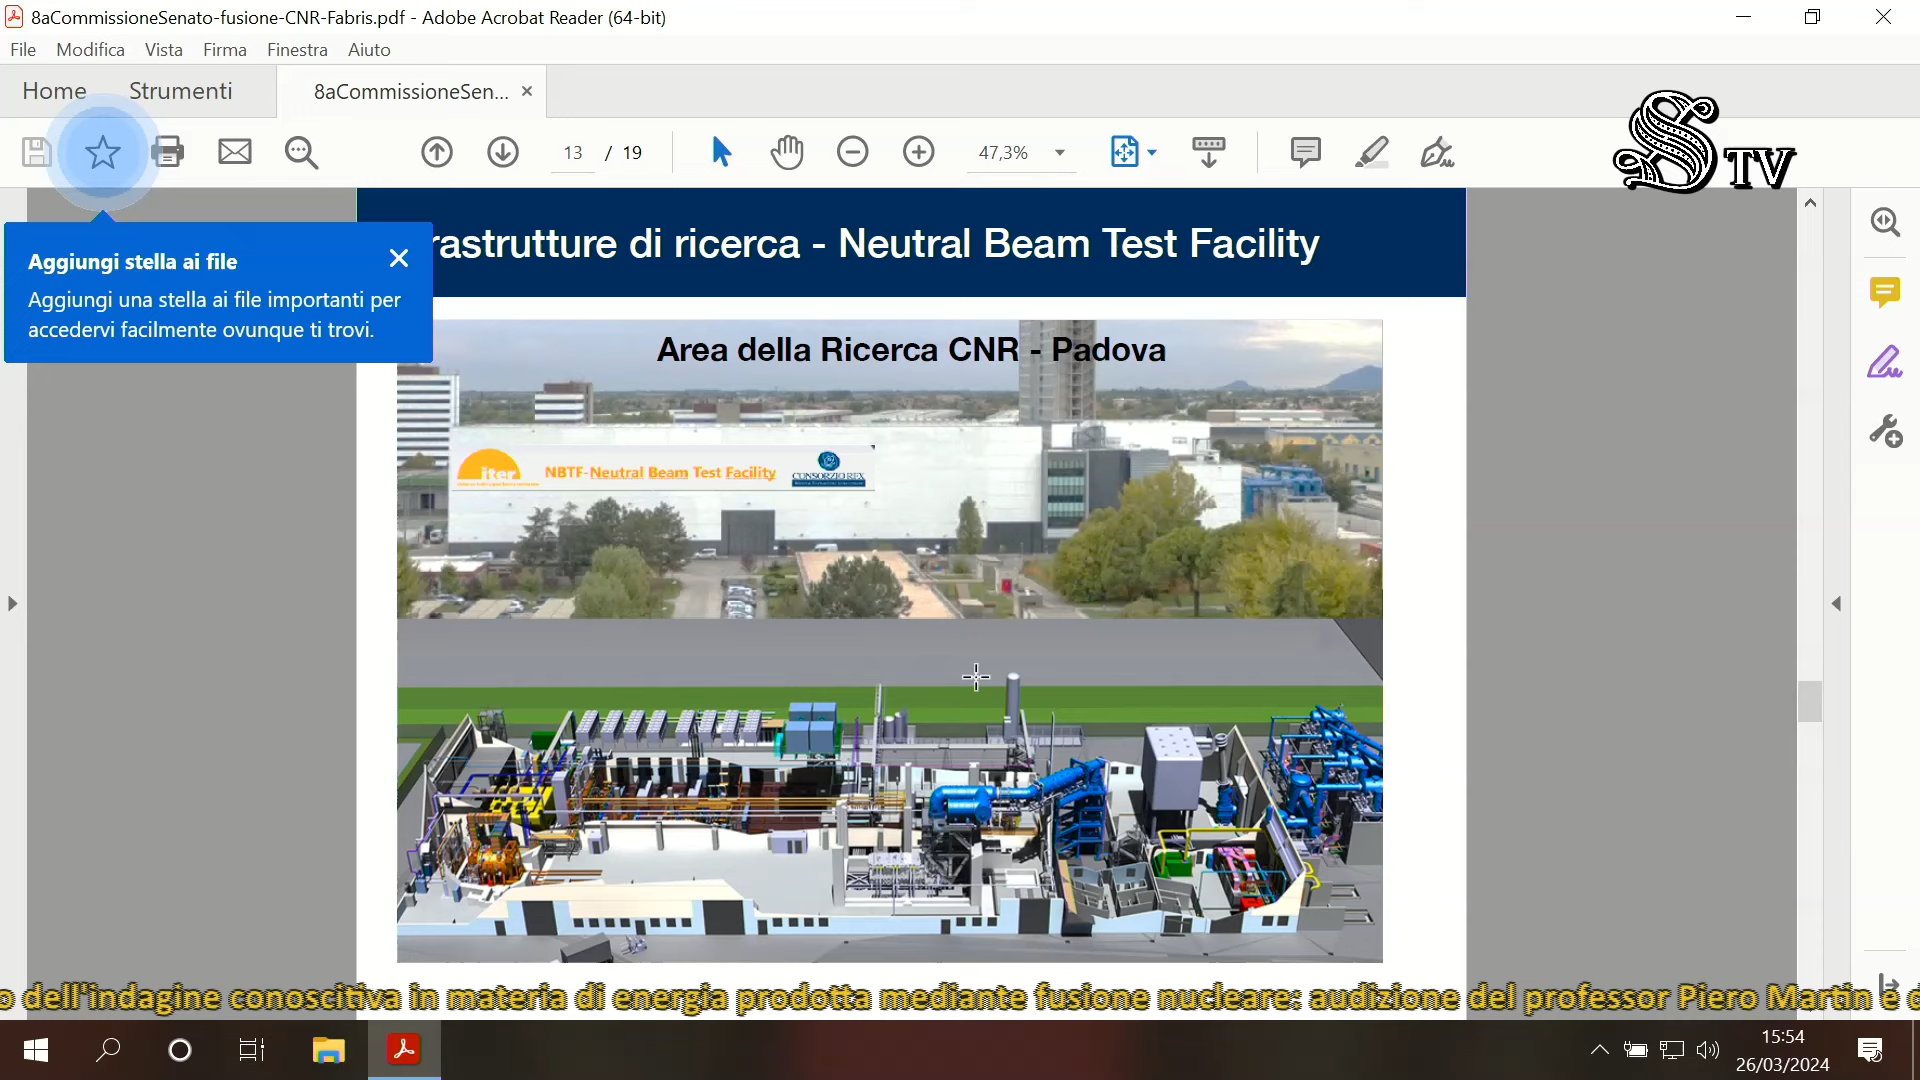 8aCommissioneSenato-fusione-CNR-Fabris.pdf - Adobe Acrobat Reader (64-bit)
File Modifica Vista Firma Finestra Aiuto
Home Strumenti 8aCommissioneSen...
13 / 19 47,3%
S TV
rastrutture di ricerca - Neutral Beam Test Facility
Aggiungi stella ai file
Aggiungi una stella ai file importanti per
accedervi facilmente ovunque ti trovi.
Area della Ricerca CNR - Padova
iter NBTF-Neutral Beam Test Facility CONSORZIO RFX
o dell'indagine conoscitiva in materia di energia prodotta mediante fusione nucleare: audizione del professor Piero Martin e d
15:54
26/03/2024